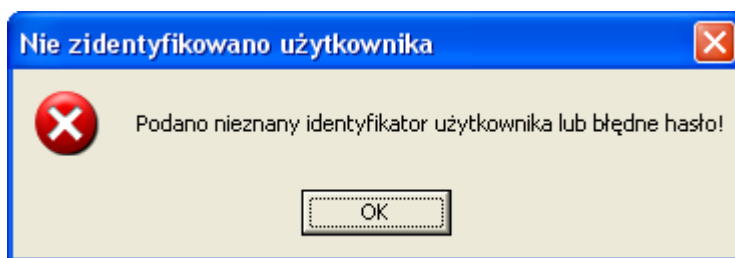 Nie zidentyfikowano użytkownika
Podano nieznany identyfikator użytkownika lub błędne hasło!
OK